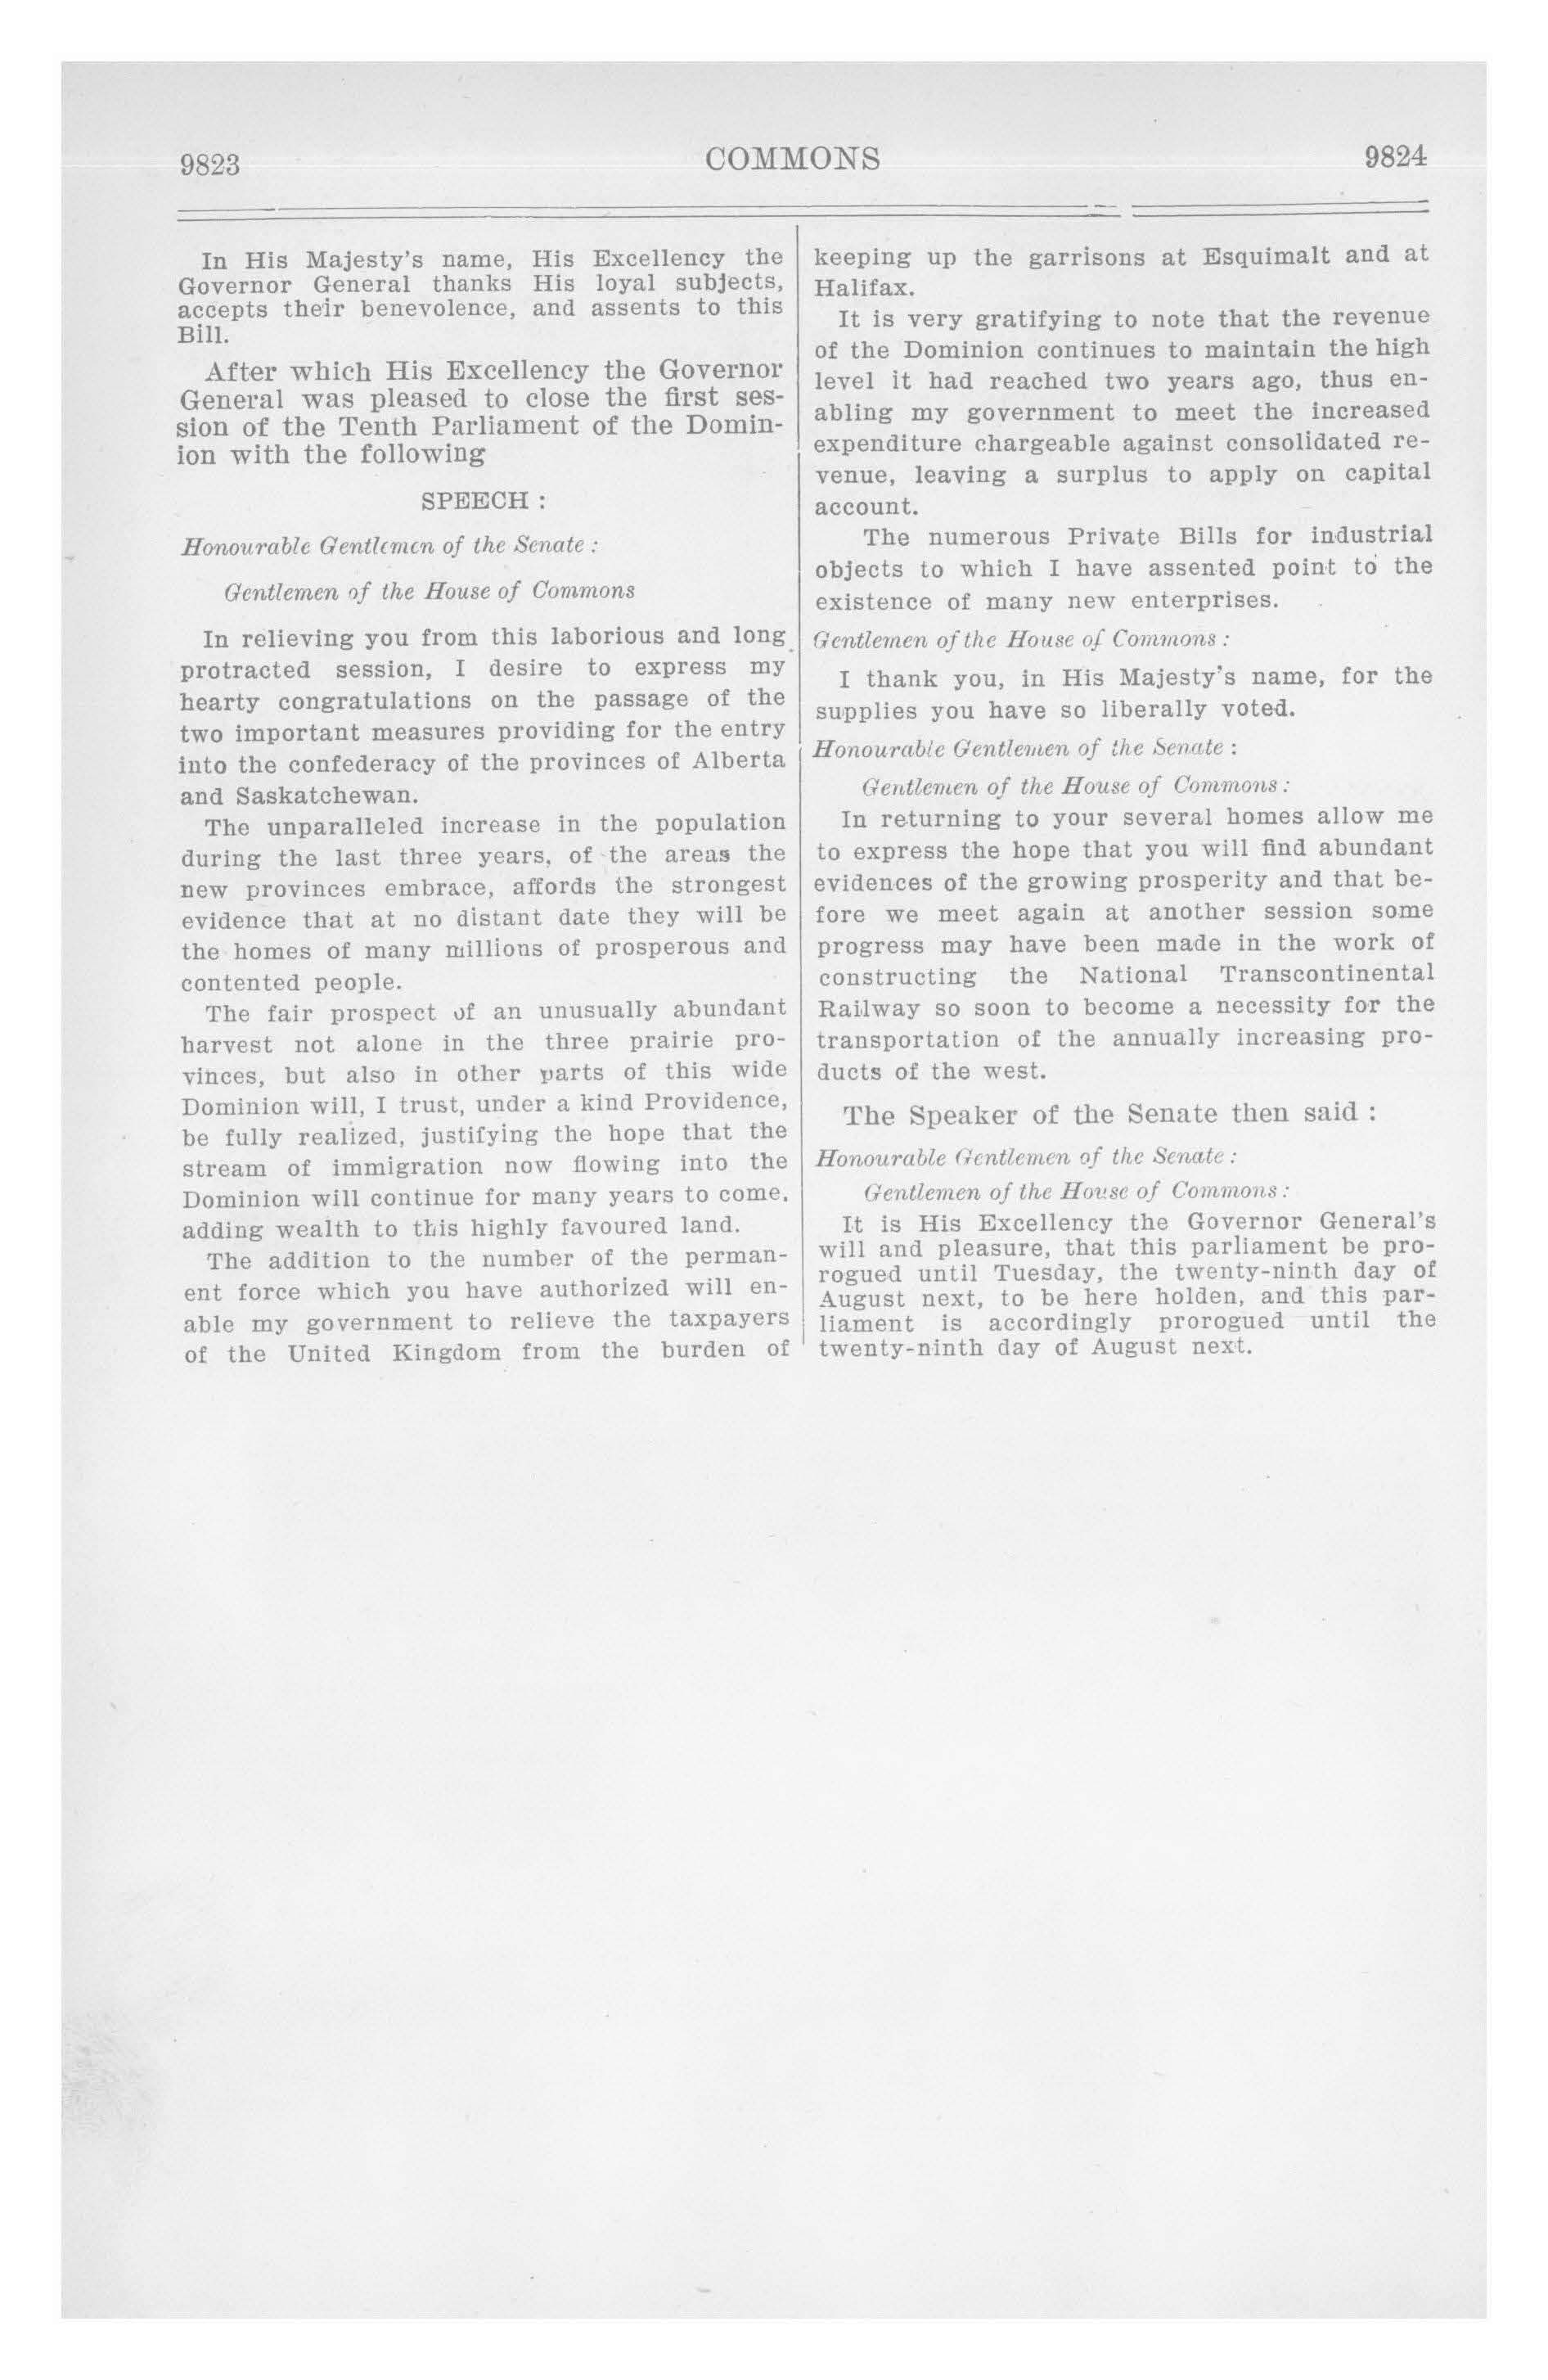 9823
COMMONS
9824
In His Majesty's name, His Excellency the
Governor General thanks His loyal subjects,
accepts their benevolence, and assents to this
Bill.
After which His Excellency the Governor
General was pleased to close the first ses-
sion of the Tenth Parliament of the Domin-
ion with the following
SPEECH :
Honourable Gentlemen of the Senate :
Gentlemen of the House of Commons
In relieving you from this laborious and long
protracted session, I desire to express my
hearty congratulations on the passage of the
two important measures providing for the entry
into the confederacy of the provinces of Alberta
and Saskatchewan.
The unparalleled increase in the population
during the last three years, of the areas the
new provinces embrace, affords the strongest
evidence that at no distant date they will be
the homes of many millions of prosperous and
contented people.
The fair prospect of an unusually abundant
harvest not alone in the three prairie pro-
vinces, but also in other parts of this wide
Dominion will, I trust, under a kind Providence,
be fully realized, justifying the hope that the
stream of immigration now flowing into the
Dominion will continue for many years to come,
adding wealth to this highly favoured land.
The addition to the number of the perman-
ent force which you have authorized will en-
able my government to relieve the taxpayers
of the United Kingdom from the burden of
keeping up the garrisons at Esquimalt and at
Halifax.
It is very gratifying to note that the revenue
of the Dominion continues to maintain the high
level it had reached two years ago, thus en-
abling my government to meet the increased
expenditure chargeable against consolidated re-
venue, leaving a surplus to apply on capital
account.
The numerous Private Bills for industrial
objects to which I have assented point to the
existence of many new enterprises.
Gentlemen of the House of Commons :
I thank you, in His Majesty's name, for the
supplies you have so liberally voted.
Honourable Gentlemen of the Senate :
Gentlemen of the House of Commons :
In returning to your several homes allow me
to express the hope that you will find abundant
evidences of the growing prosperity and that be-
fore we meet again at another session some
progress may have been made in the work of
constructing the National Transcontinental
Railway so soon to become a necessity for the
transportation of the annually increasing pro-
ducts of the west.
The Speaker of the Senate then said :
Honourable Gentlemen of the Senate :
Gentlemen of the House of Commons :
It is His Excellency the Governor General's
will and pleasure, that this parliament be pro-
rogued until Tuesday, the twenty-ninth day of
August next, to be here holden, and this par-
liament is accordingly prorogued until the
twenty-ninth day of August next.